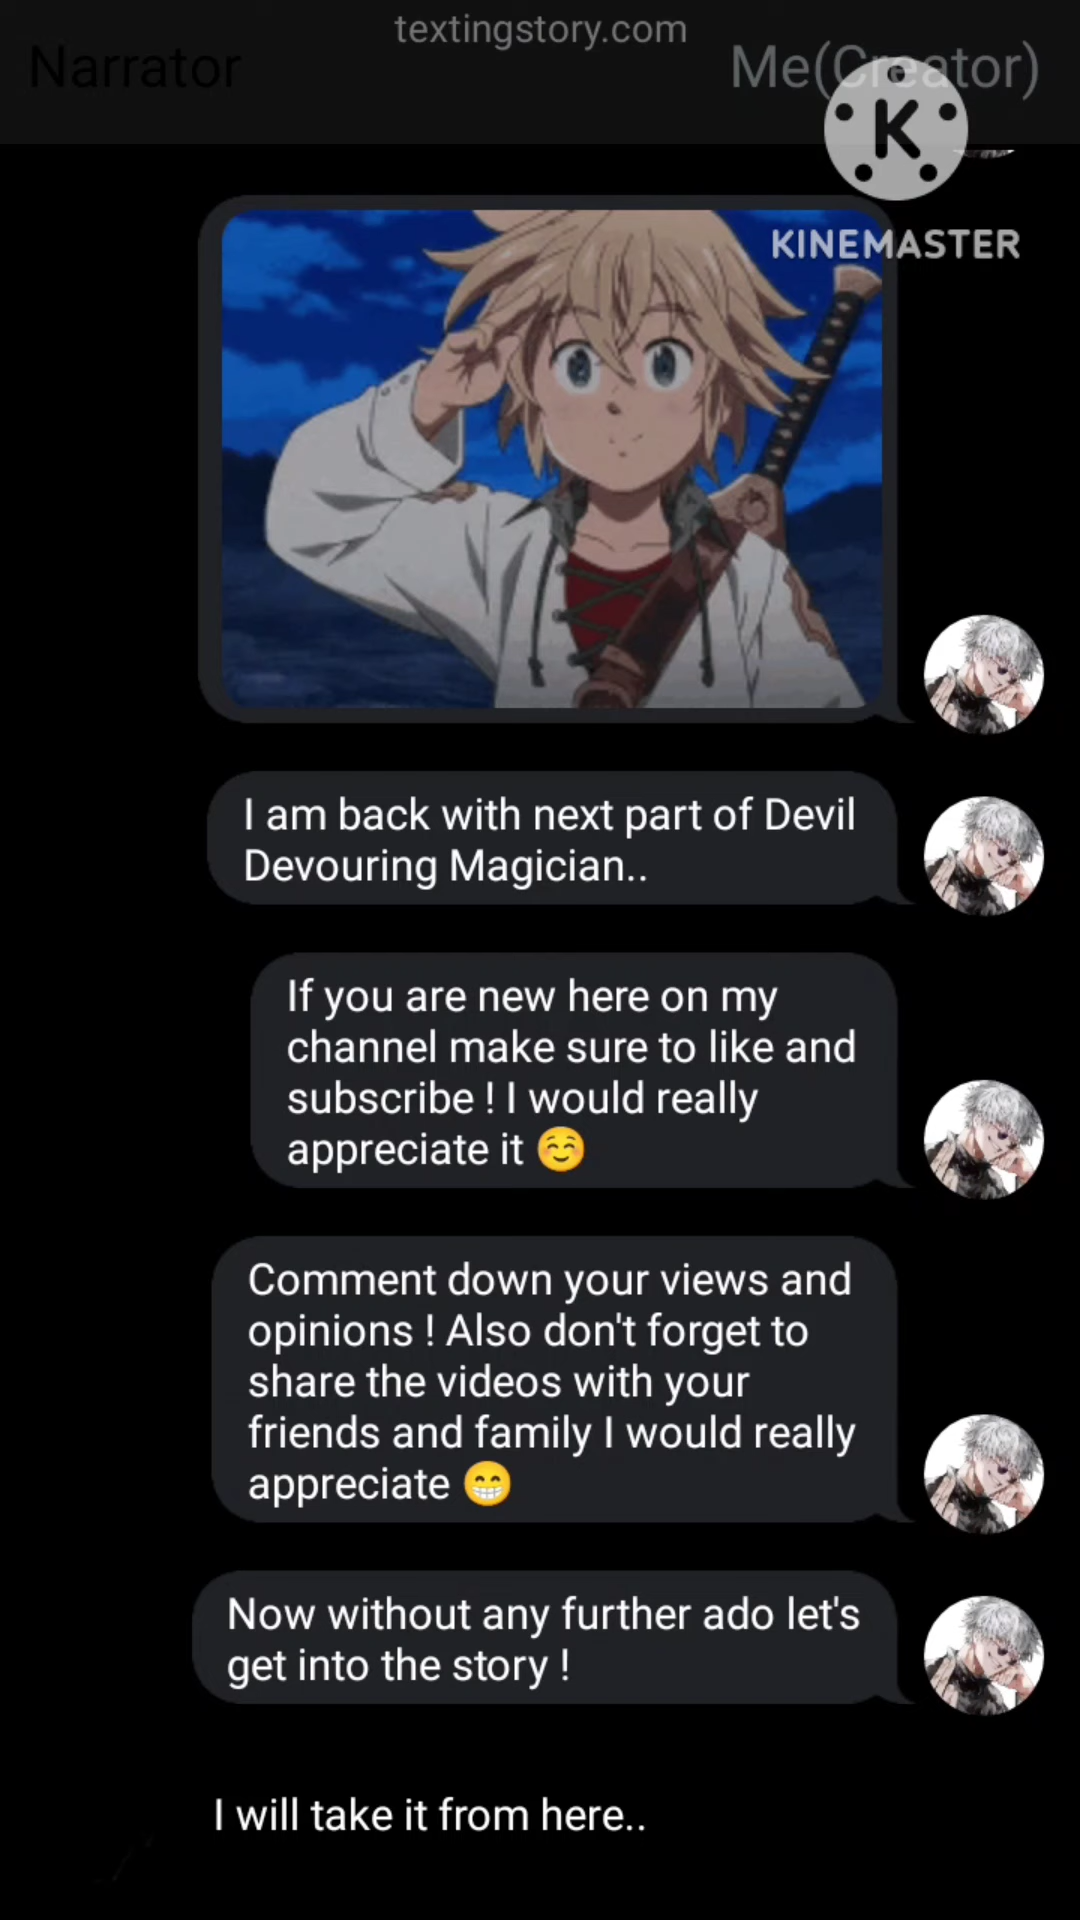 textingstory.com
Narrator
Me(Creator)
K
KINEMASTER
I am back with next part of Devil
Devouring Magician..
If you are new here on my
channel make sure to like and
subscribe ! I would really
appreciate it ☺️
Comment down your views and
opinions ! Also don't forget to
share the videos with your
friends and family I would really
appreciate 😁
Now without any further ado let's
get into the story !
I will take it from here..